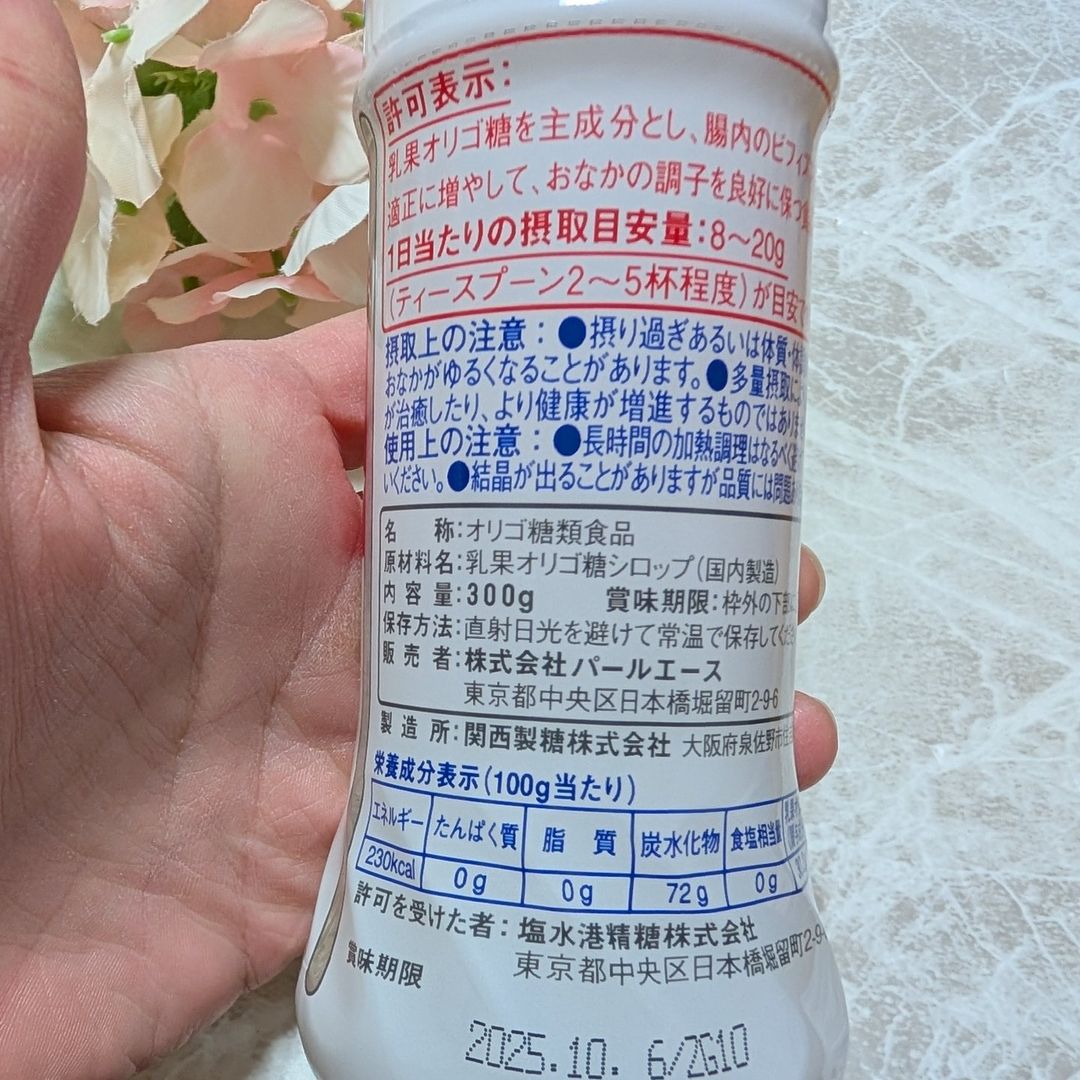 許可表示：
乳果オリゴ糖を主成分とし、腸内のビフィズ
適正に増やして、おなかの調子を良好に保つ
1日当たりの摂取目安量：8～20g
(ティースプーン2～5杯程度)が目安で
摂取上の注意：●摂り過ぎあるいは体質・体
おなかがゆるくなることがあります。●多量摂取に
が治癒したり、より健康が増進するものではありませ
使用上の注意：●長時間の加熱調理はなるべく
いください。●結晶が出ることがありますが品質には問題
名称：オリゴ糖類食品
原材料名：乳果オリゴ糖シロップ(国内製造)
内容量：300g 賞味期限：枠外の下部に
保存方法：直射日光を避けて常温で保存してくださ
販売者：株式会社パールエース
東京都中央区日本橋堀留町2-9-6
製造所：関西製糖株式会社 大阪府泉佐野市住
栄養成分表示(100g当たり)
エネルギー たんぱく質 脂質 炭水化物 食塩相当量
230kcal 0g 0g 72g 0g
許可を受けた者：塩水港精糖株式会社
東京都中央区日本橋堀留町2-9-
賞味期限
2025.10. 6/2G10